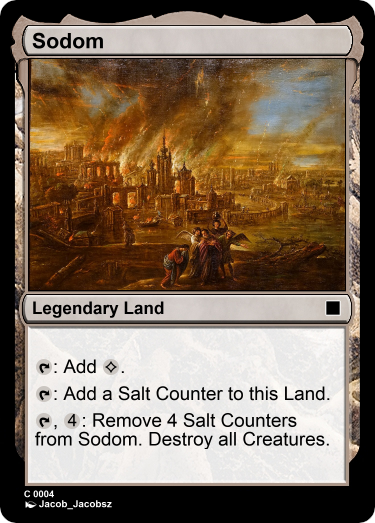 Sodom
Legendary Land
: Add .
: Add a Salt Counter to this Land.
, 4: Remove 4 Salt Counters
from Sodom. Destroy all Creatures.
C 0004
Jacob_Jacobsz